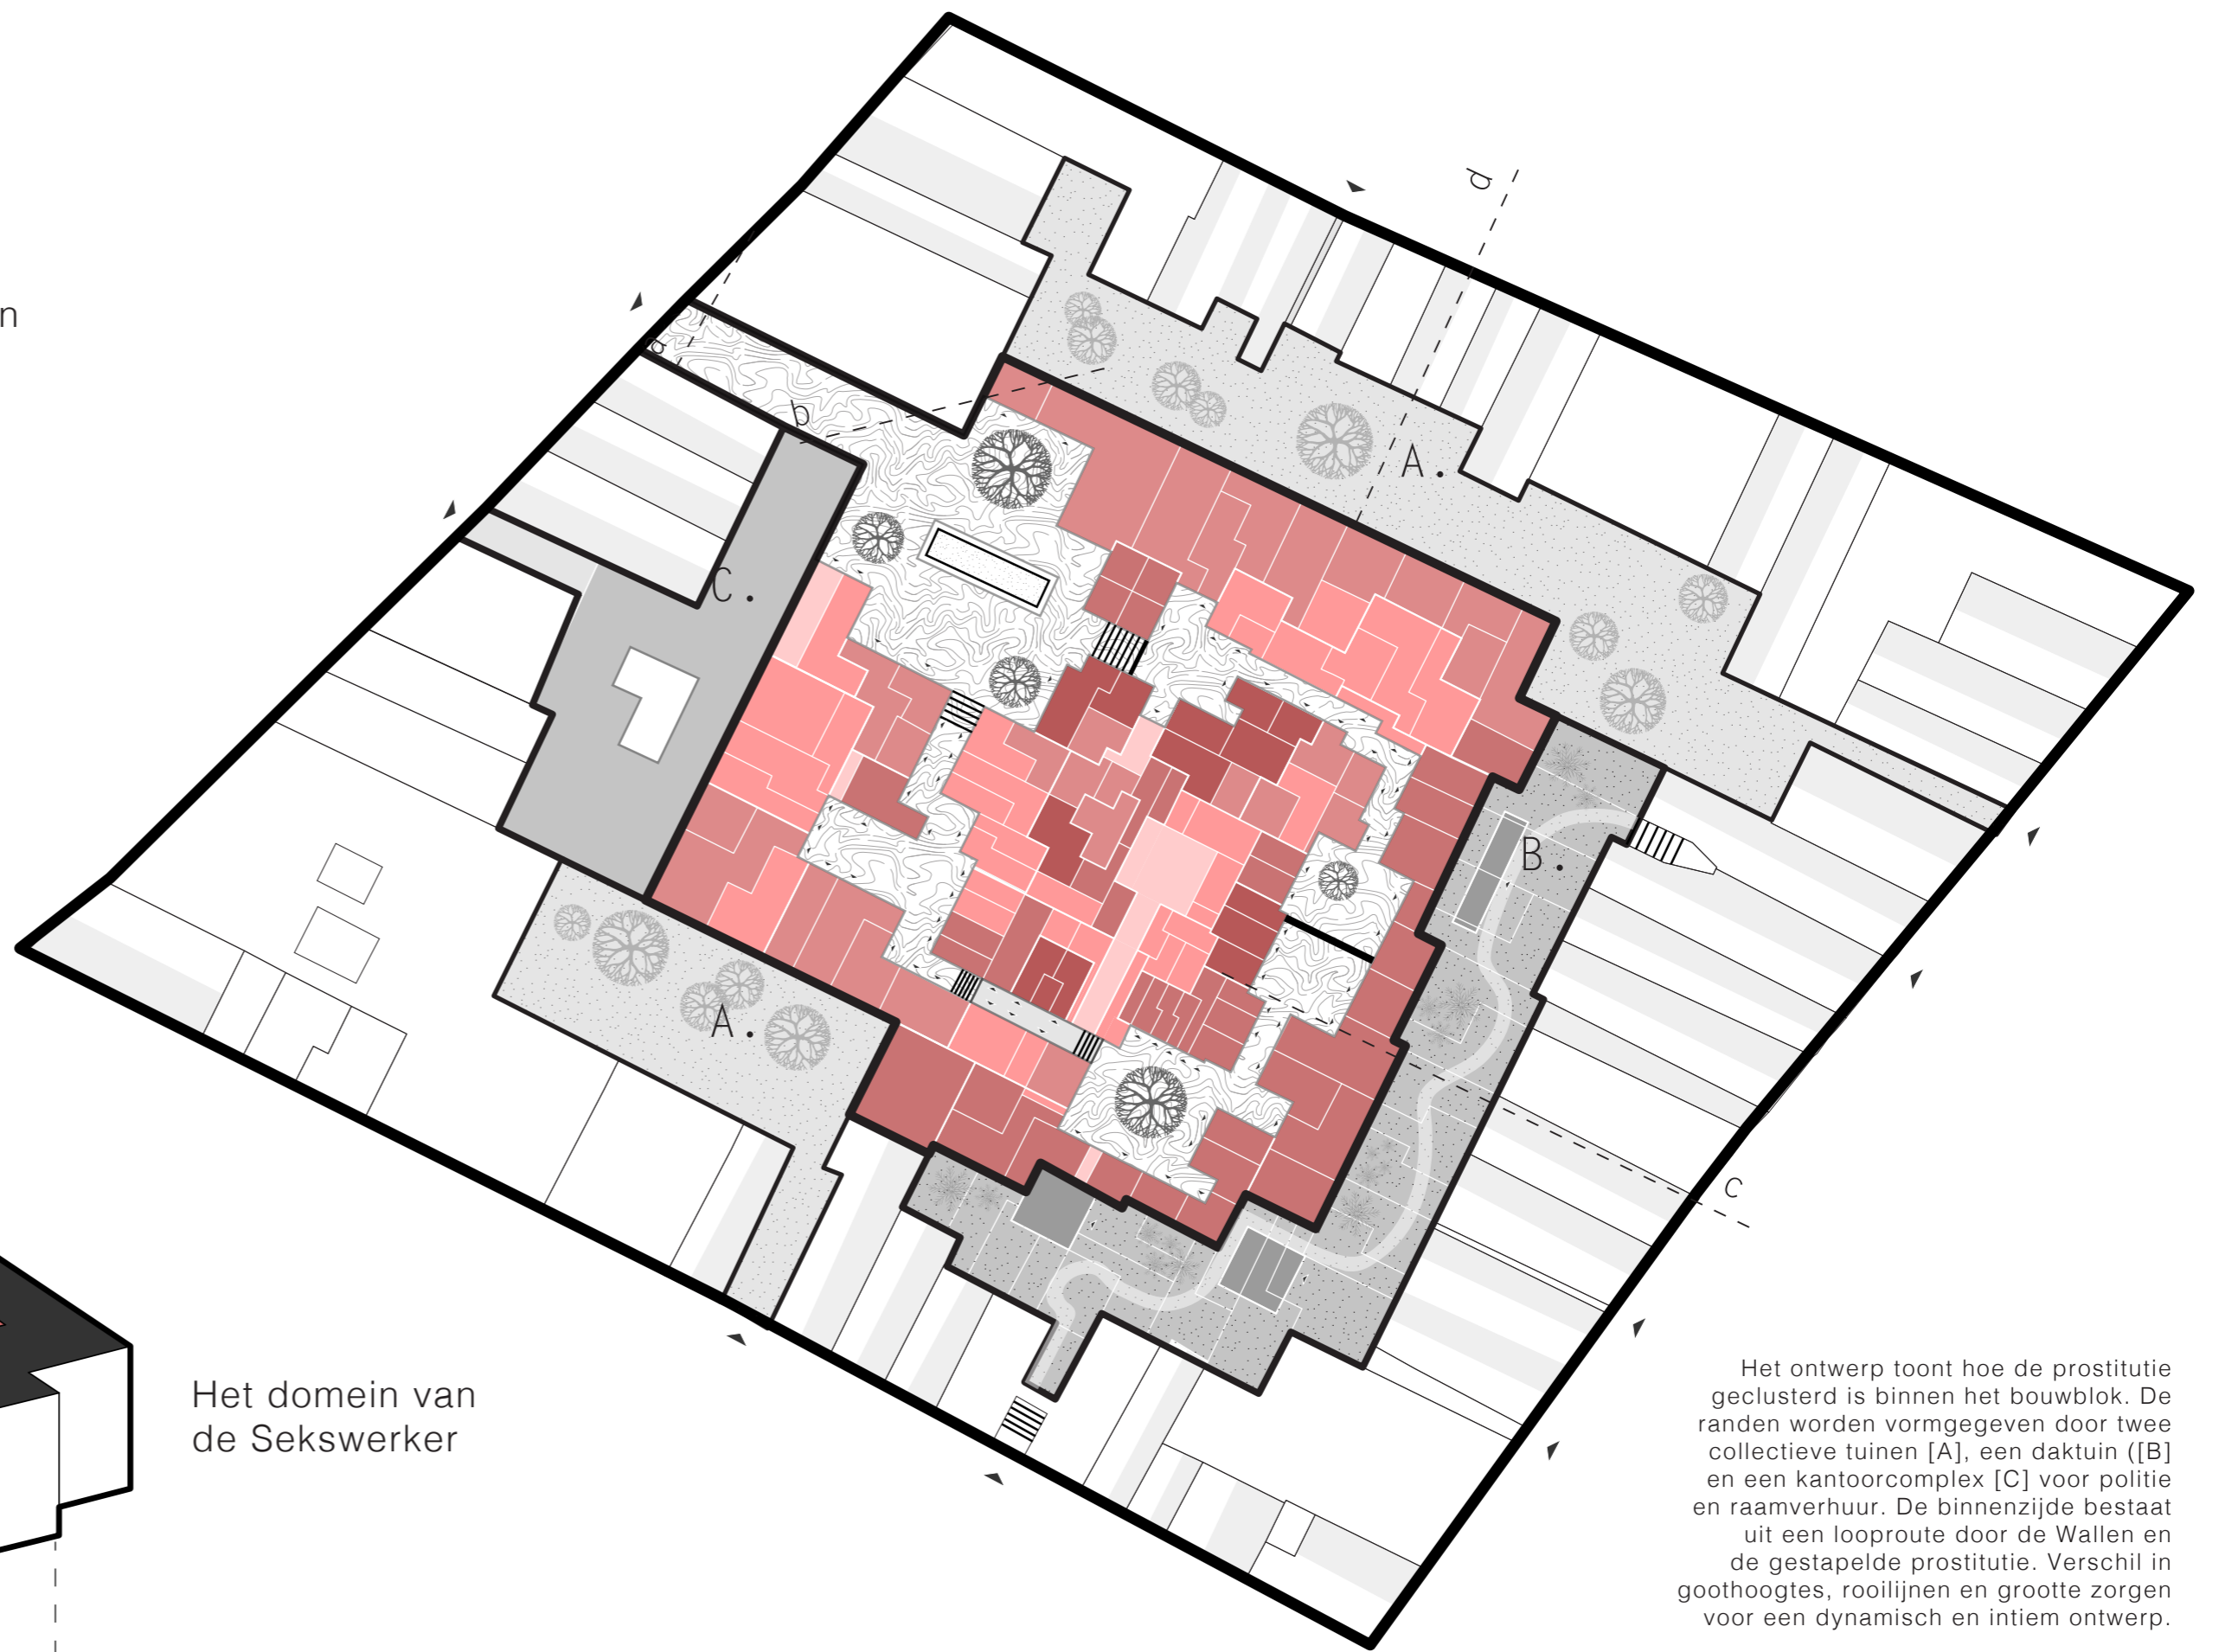 n
d
a
b
A.
C.
B.
A.
c
Het domein van
de Sekswerker
Het ontwerp toont hoe de prostitutie
geclusterd is binnen het bouwblok. De
randen worden vormgegeven door twee
collectieve tuinen [A], een daktuin ([B]
en een kantoorcomplex [C] voor politie
en raamverhuur. De binnenzijde bestaat
uit een looproute door de Wallen en
de gestapelde prostitutie. Verschil in
goothoogtes, rooilijnen en grootte zorgen
voor een dynamisch en intiem ontwerp.